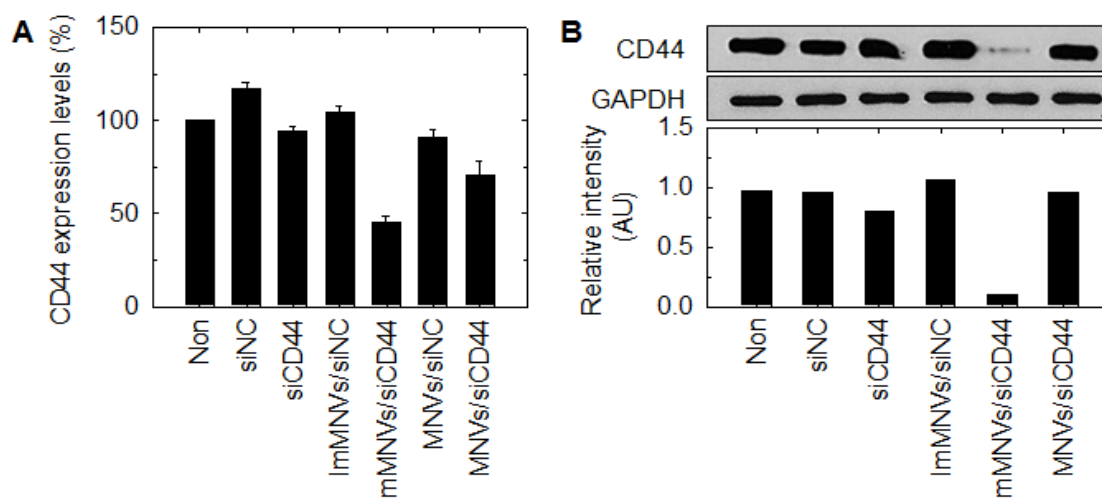 A
CD44 expression levels (%)
150
100
50
0
Non
siNC
siCD44
ImMNVs/siNC
mMNVs/siCD44
MNVs/siNC
MNVs/siCD44
B
CD44
GAPDH
Relative intensity
(AU)
1.5
1.0
0.5
0.0
Non
siNC
siCD44
ImMNVs/siNC
mMNVs/siCD44
MNVs/siCD44